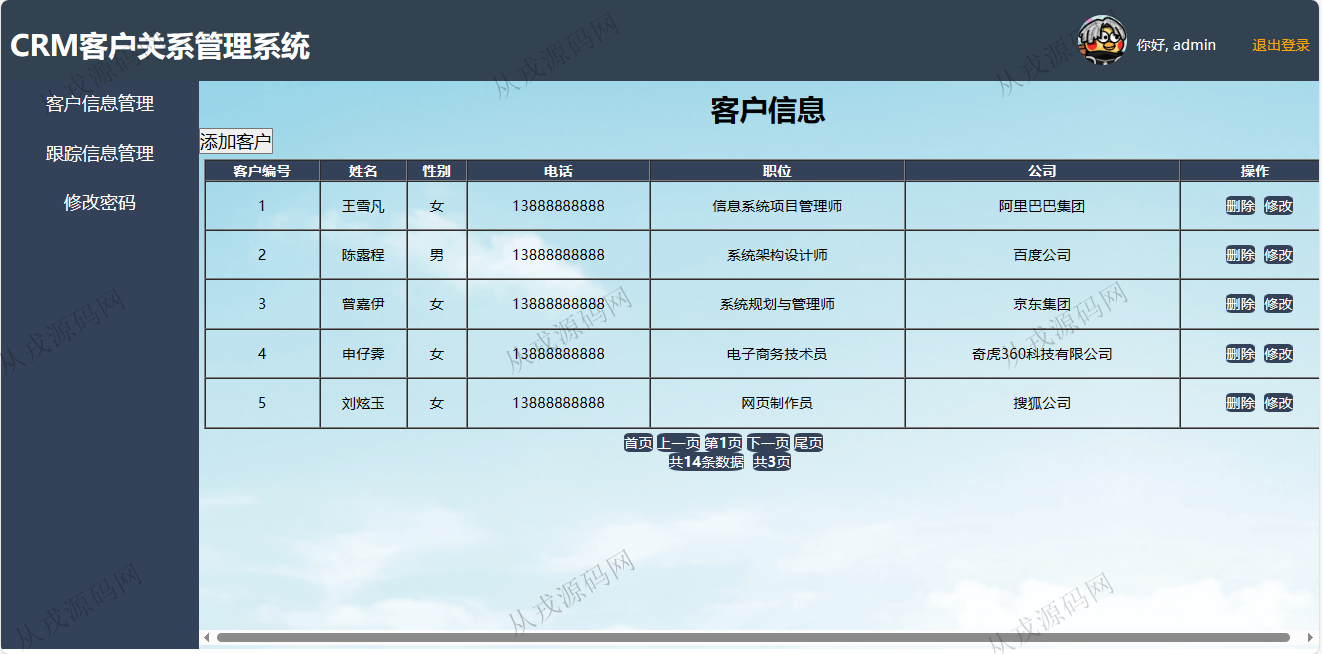 CRM客户关系管理系统
你好, admin 退出登录
客户信息管理
跟踪信息管理
修改密码
客户信息
添加客户
客户编号 姓名 性别 电话 职位 公司 操作
1 王雪凡 女 13888888888 信息系统项目管理师 阿里巴巴集团 删除 修改
2 陈露程 男 13888888888 系统架构设计师 百度公司 删除 修改
3 曾嘉伊 女 13888888888 系统规划与管理师 京东集团 删除 修改
4 申仔霁 女 13888888888 电子商务技术员 奇虎360科技有限公司 删除 修改
5 刘炫玉 女 13888888888 网页制作员 搜狐公司 删除 修改
首页 上一页 第1页 下一页 尾页
共14条数据 共3页
从戎源码网
从戎源码网
从戎源码网
从戎源码网
从戎源码网
从戎源码网
从戎源码网
从戎源码网
从戎源码网